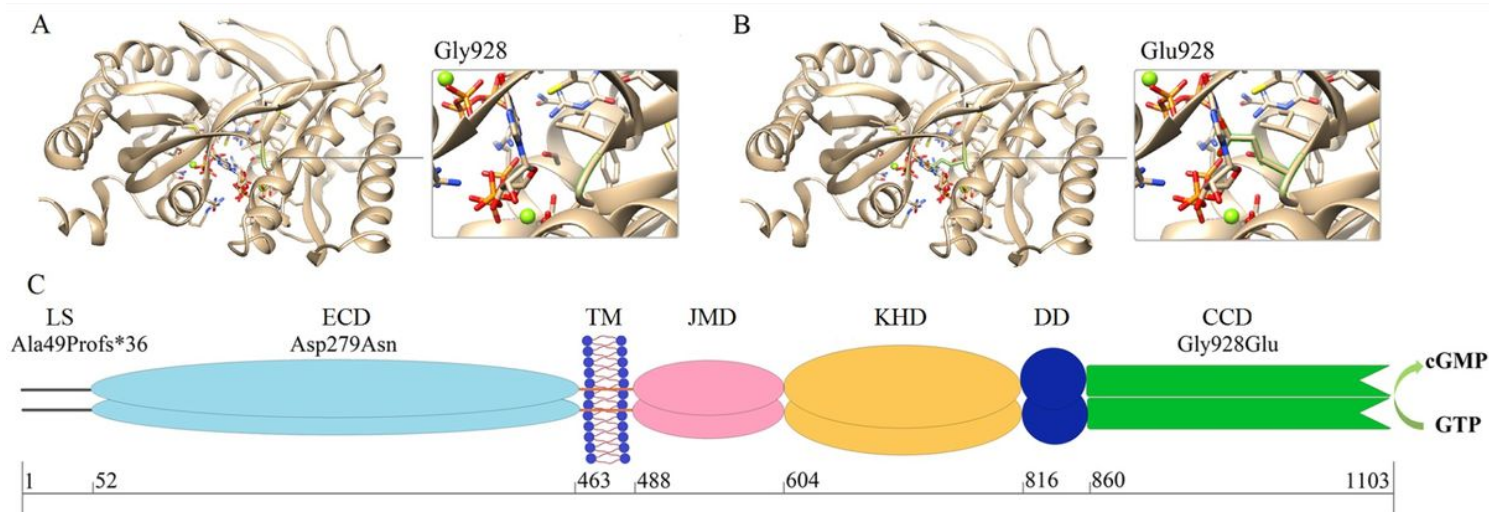 A
Gly928
B
Glu928
C
LS
ECD
TM
JMD
KHD
DD
CCD
Ala49Profs*36
Asp279Asn
Gly928Glu
cGMP
GTP
1
52
463
488
604
816
860
1103